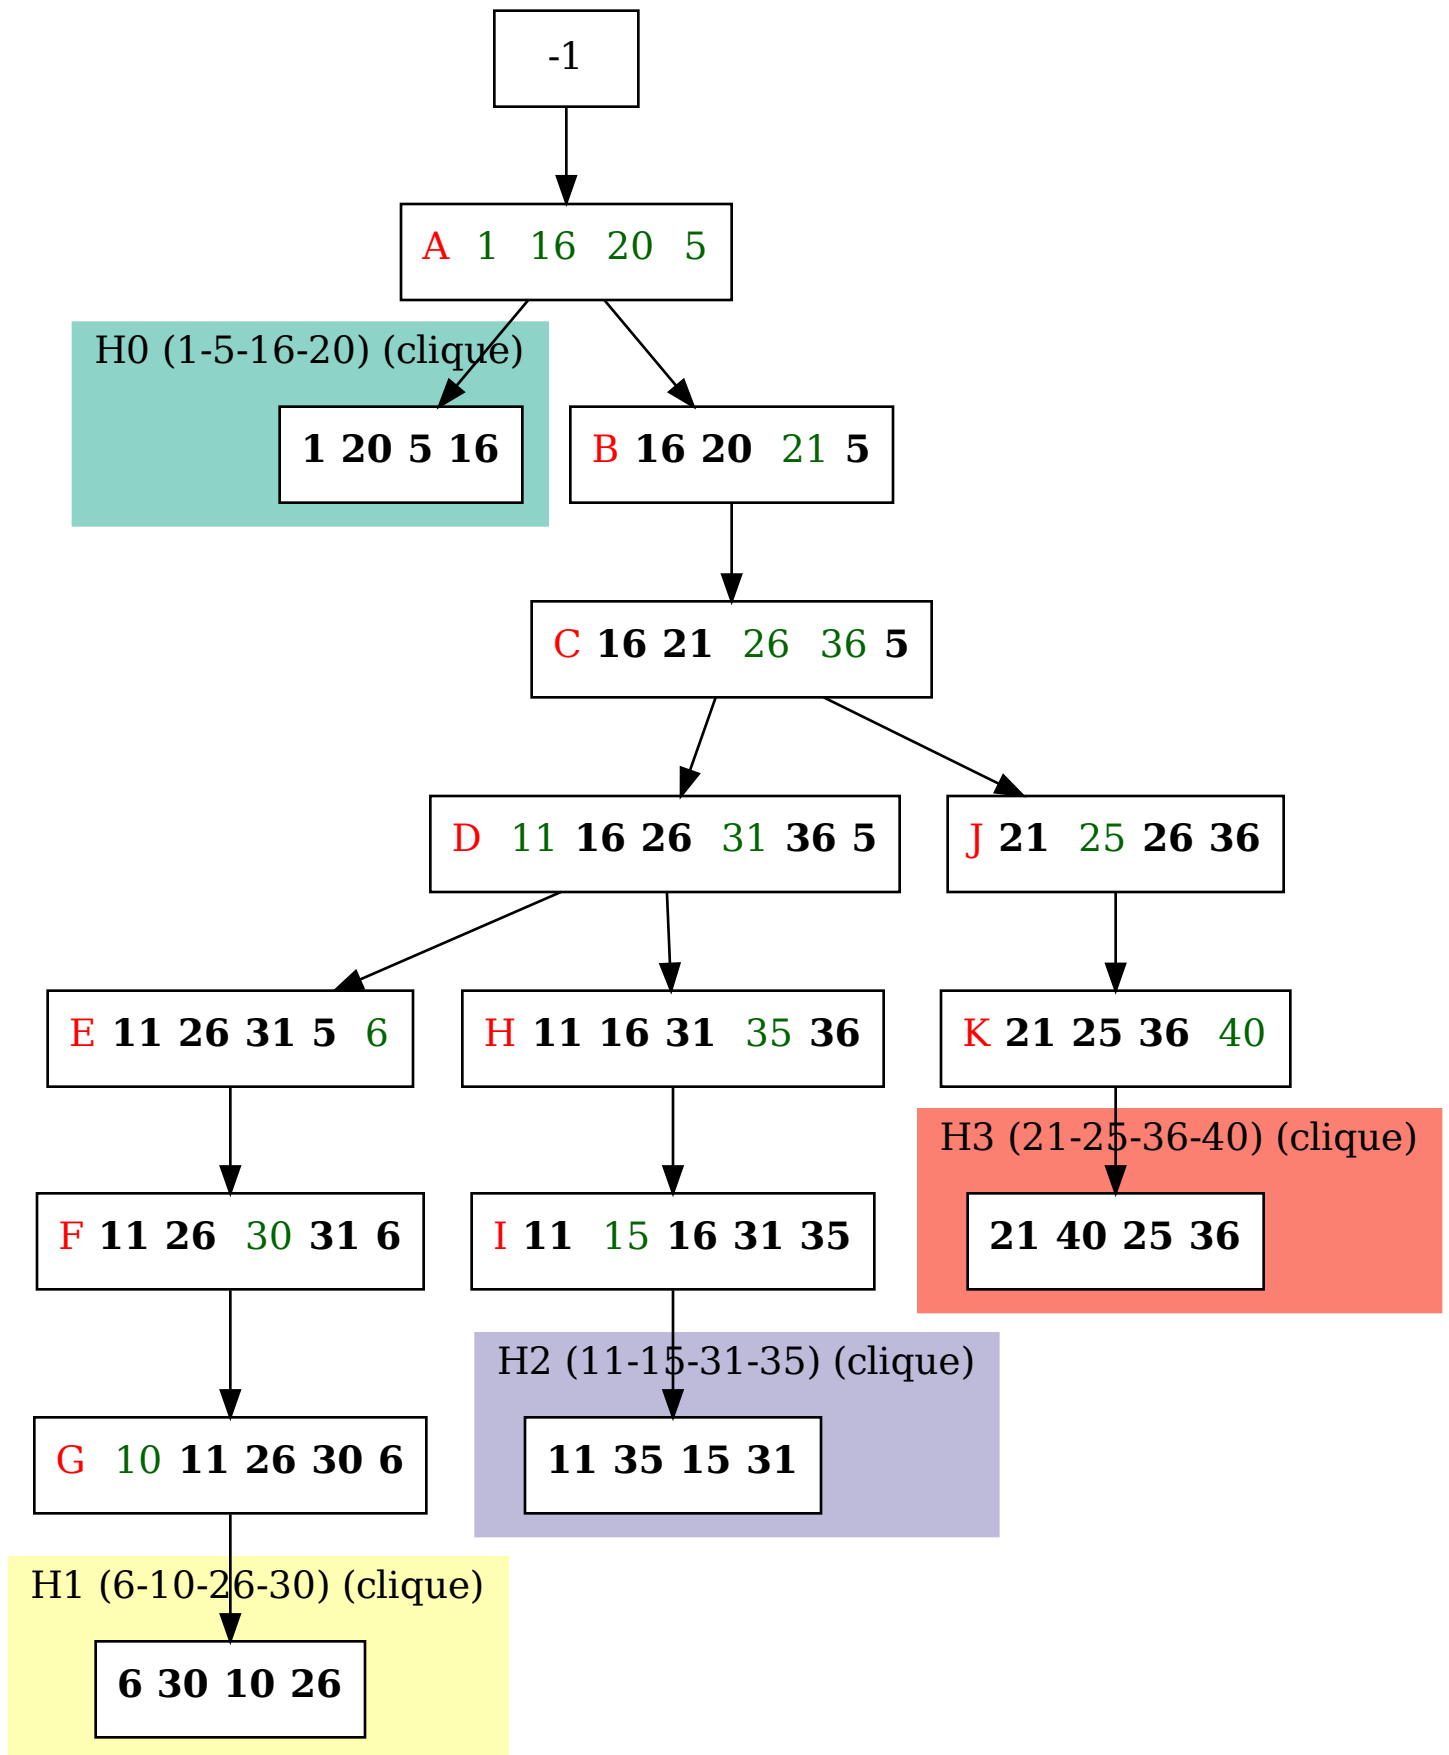 -1
A 1 16 20 5
H0 (1-5-16-20) (clique)
1 20 5 16
B 16 20 21 5
C 16 21 26 36 5
D 11 16 26 31 36 5
J 21 25 26 36
E 11 26 31 5 6
H 11 16 31 35 36
K 21 25 36 40
H3 (21-25-36-40) (clique)
F 11 26 30 31 6
I 11 15 16 31 35
21 40 25 36
H2 (11-15-31-35) (clique)
G 10 11 26 30 6
11 35 15 31
H1 (6-10-26-30) (clique)
6 30 10 26